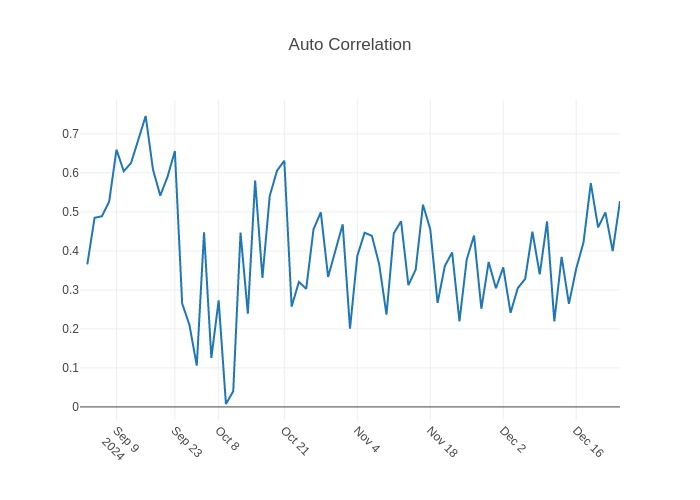 Auto Correlation
0.7
0.6
0.5
0.4
0.3
0.2
0.1
0
Sep 9
2024
Sep 23
Oct 8
Oct 21
Nov 4
Nov 18
Dec 2
Dec 16